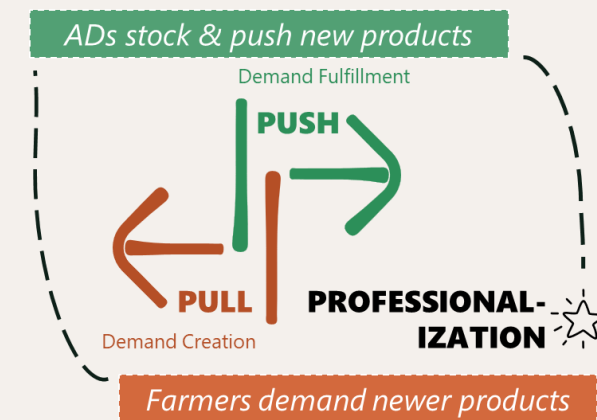 ADs stock & push new products
Demand Fulfillment
PUSH
PULL
Demand Creation
PROFESSIONAL-
IZATION
Farmers demand newer products